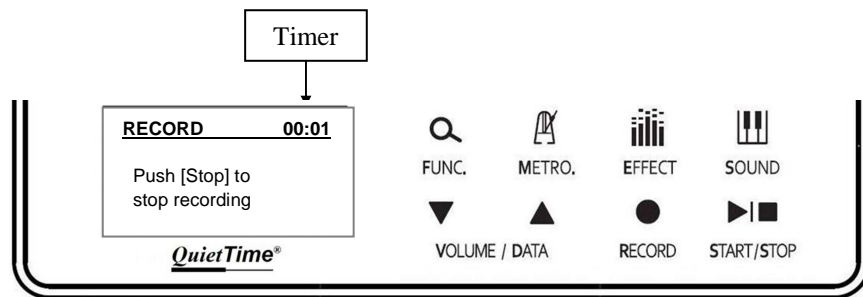 Timer
RECORD 00:01
Push [Stop] to
stop recording
QuietTime®
FUNC. METRO. EFFECT SOUND
VOLUME / DATA RECORD START/STOP